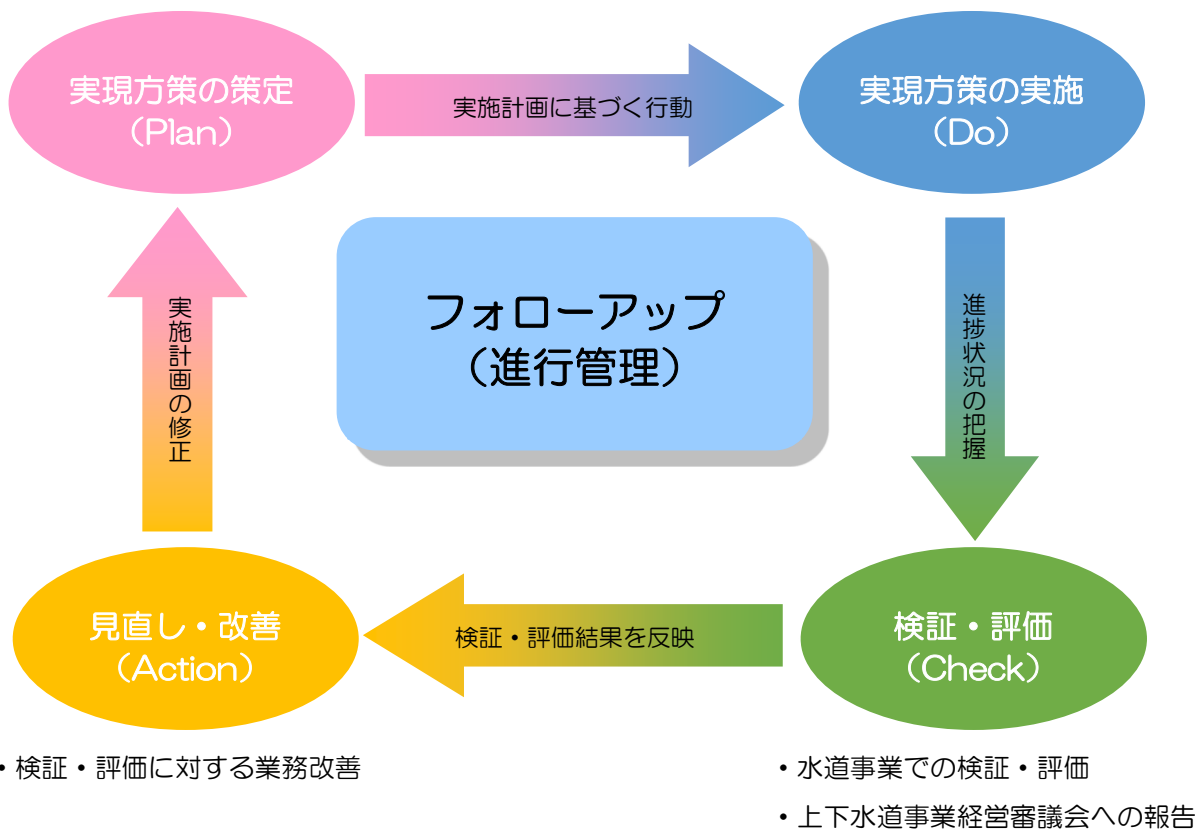 実現方策の策定
（Plan）
実施計画に基づく行動
実現方策の実施
（Do）
フォローアップ
（進行管理）
実施計画の修正
進捗状況の把握
見直し・改善
（Action）
検証・評価結果を反映
検証・評価
（Check）
・検証・評価に対する業務改善
・水道事業での検証・評価
・上下水道事業経営審議会への報告